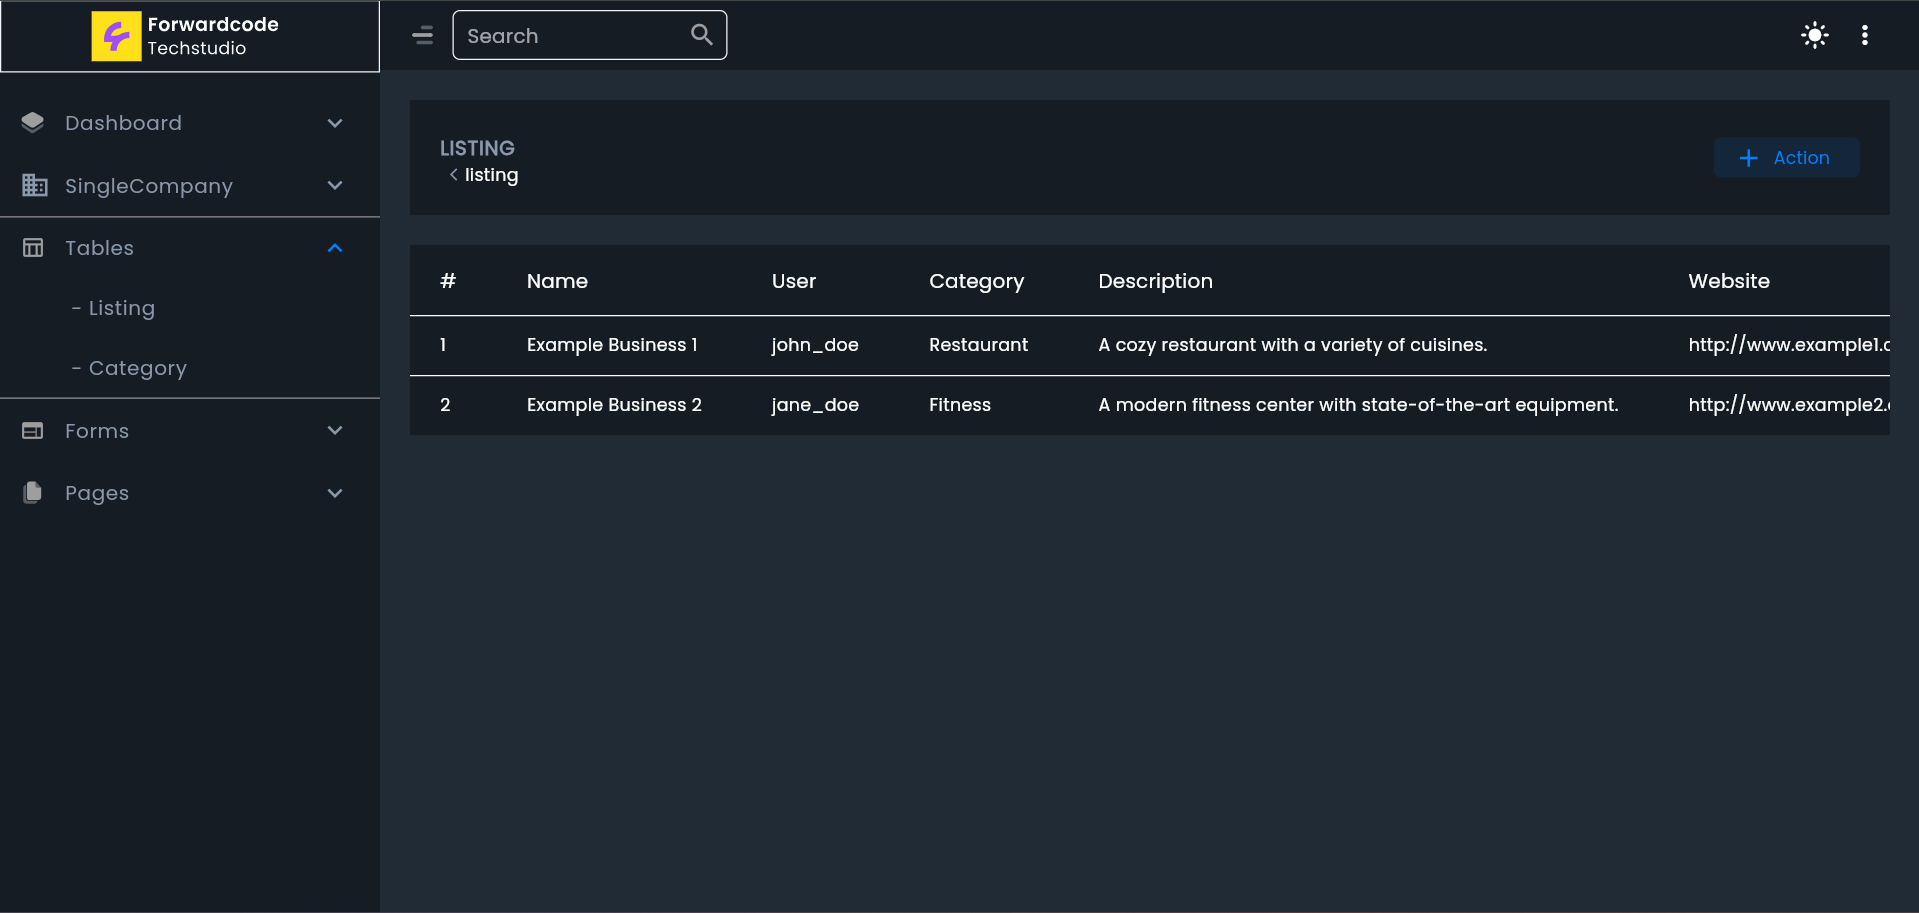 Forwardcode
Techstudio
Search
Dashboard
SingleCompany
Tables
- Listing
- Category
Forms
Pages
LISTING
< listing
+ Action
# Name User Category Description Website
1 Example Business 1 john_doe Restaurant A cozy restaurant with a variety of cuisines. http://www.example1.
2 Example Business 2 jane_doe Fitness A modern fitness center with state-of-the-art equipment. http://www.example2.